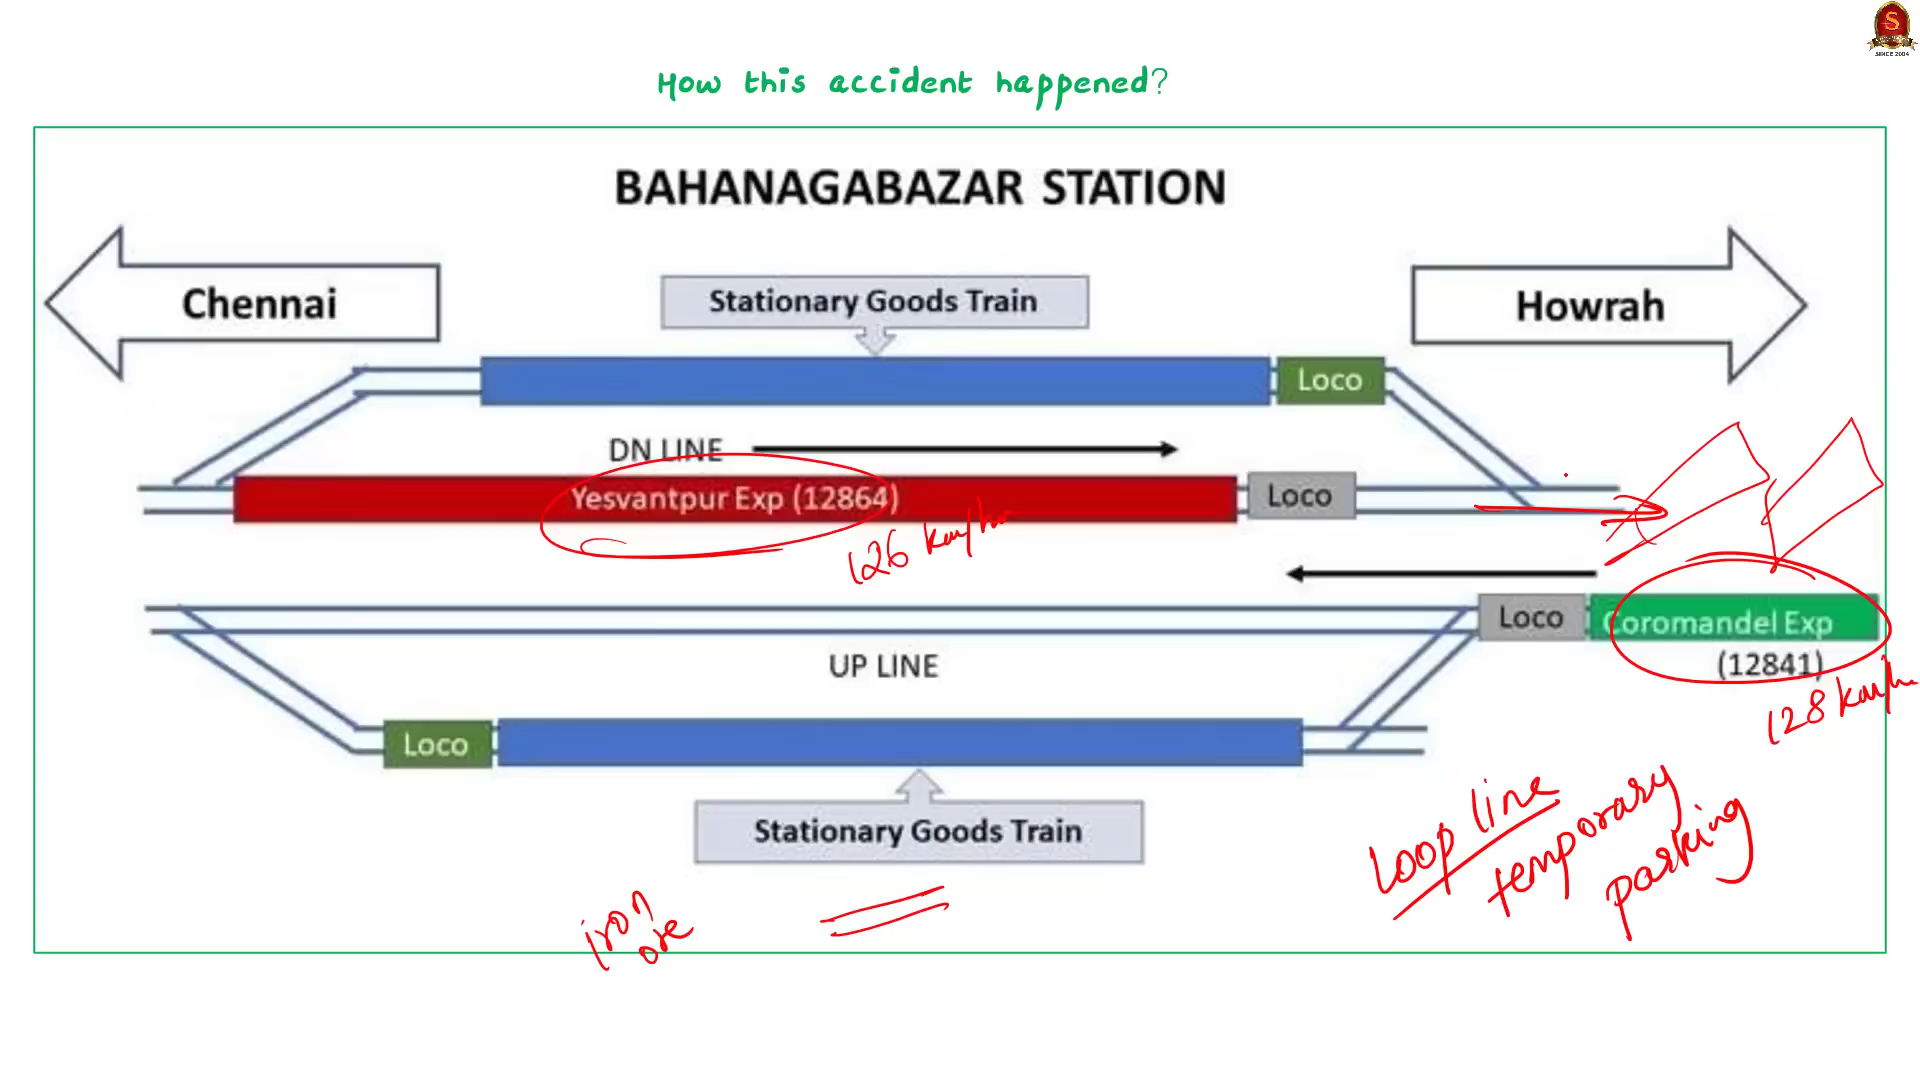 S
SINCE 2004
How this accident happened?
BAHANAGABAZAR STATION
Chennai
Stationary Goods Train
Howrah
Loco
DN LINE
Yesvantpur Exp (12864)
Loco
126 km/hr
Loco
Coromandel Exp
(12841)
UP LINE
128 km/hr
Loco
Stationary Goods Train
Loop line
temporary
parking
iron
ore